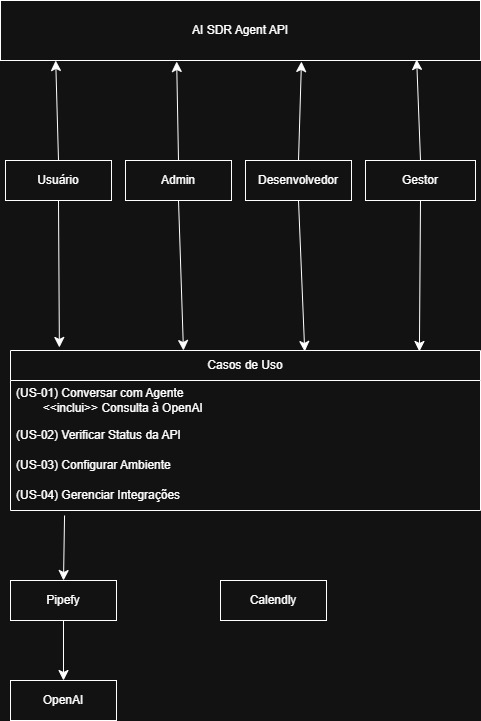 AI SDR Agent API
Usuário
Admin
Desenvolvedor
Gestor
Casos de Uso
(US-01) Conversar com Agente
<<inclui>> Consulta à OpenAI
(US-02) Verificar Status da API
(US-03) Configurar Ambiente
(US-04) Gerenciar Integrações
Pipefy
Calendly
OpenAI